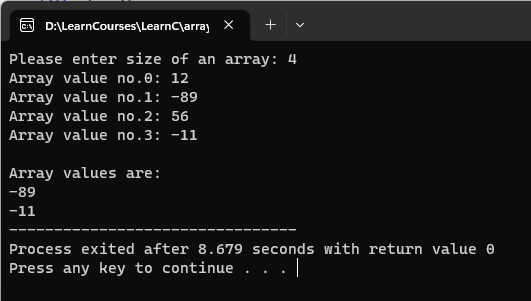 D:\LearnCourses\LearnC\array
Please enter size of an array: 4
Array value no.0: 12
Array value no.1: -89
Array value no.2: 56
Array value no.3: -11
Array values are:
-89
-11
--------------------------------
Process exited after 8.679 seconds with return value 0
Press any key to continue . . .